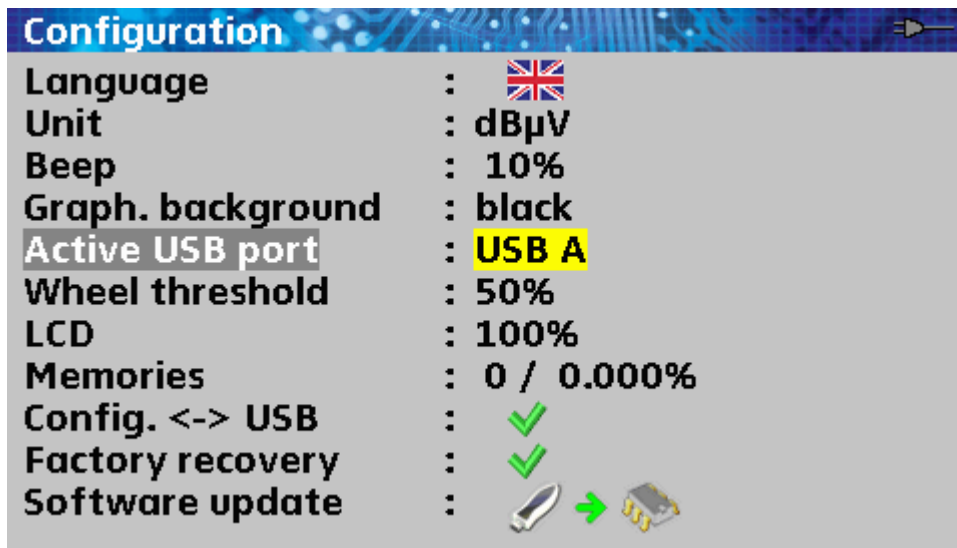 Configuration
Language :
Unit : dBµV
Beep : 10%
Graph. background : black
Active USB port : USB A
Wheel threshold : 50%
LCD : 100%
Memories : 0 / 0.000%
Config. <-> USB :
Factory recovery :
Software update :